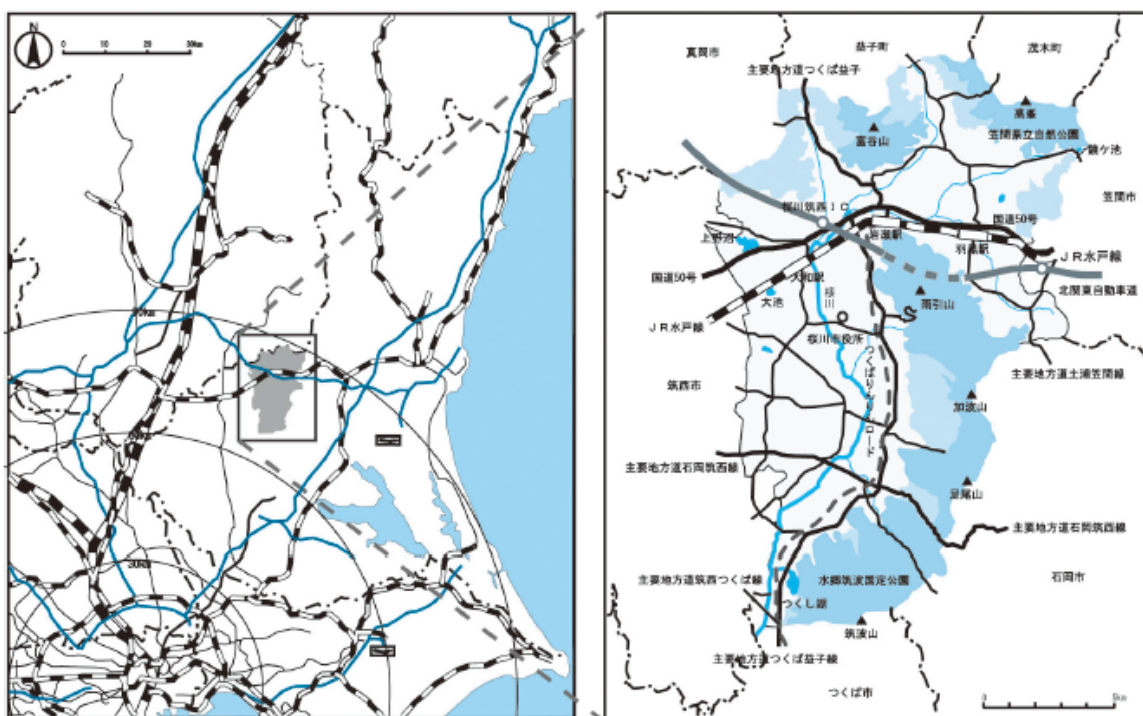 N
0 10 20 30km
30km
真岡市
益子町
茂木町
主要地方道つくば益子
高峯
富谷山
笠間県立自然公園
鏡ケ池
桜川筑西IC
笠間市
上野沼
岩瀬駅
国道50号
羽黒駅
JR水戸線
国道50号
大和駅
北関東自動車道
桜川
雨引山
大池
JR水戸線
桜川市役所
つくばりんりんロード
主要地方道土浦笠間線
筑西市
加波山
主要地方道石岡筑西線
足尾山
主要地方道石岡筑西線
主要地方道筑西つくば線
水郷筑波国定公園
石岡市
つくし湖
筑波山
主要地方道つくば益子線
つくば市
0 5km